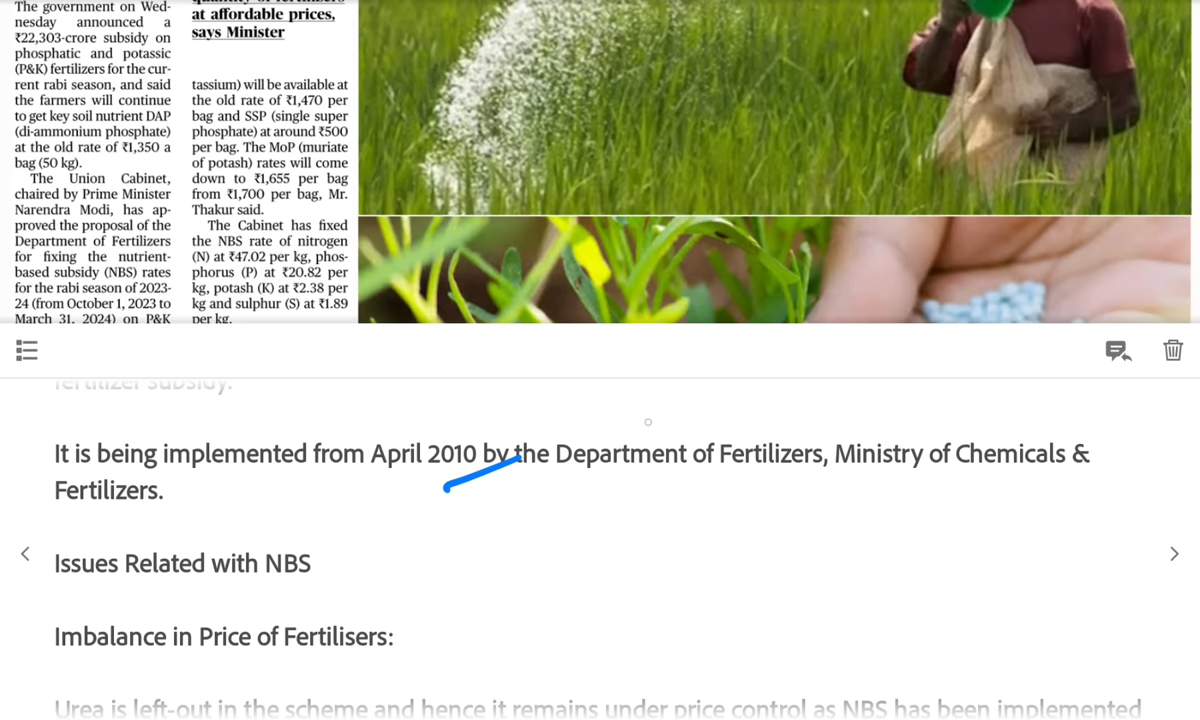 The government on Wed-
nesday announced a
₹22,303-crore subsidy on
phosphatic and potassic
(P&K) fertilizers for the cur-
rent rabi season, and said
the farmers will continue
to get key soil nutrient DAP
(di-ammonium phosphate)
at the old rate of ₹1,350 a
bag (50 kg).
The Union Cabinet,
chaired by Prime Minister
Narendra Modi, has ap-
proved the proposal of the
Department of Fertilizers
for fixing the nutrient-
based subsidy (NBS) rates
for the rabi season of 2023-
24 (from October 1, 2023 to
March 31, 2024) on P&K
at affordable prices,
says Minister
tassium) will be available at
the old rate of ₹1,470 per
bag and SSP (single super
phosphate) at around ₹500
per bag. The MoP (muriate
of potash) rates will come
down to ₹1,655 per bag
from ₹1,700 per bag, Mr.
Thakur said.
The Cabinet has fixed
the NBS rate of nitrogen
(N) at ₹47.02 per kg, phos-
phorus (P) at ₹20.82 per
kg, potash (K) at ₹2.38 per
kg and sulphur (S) at ₹1.89
per kg.
fertilizer subsidy.
It is being implemented from April 2010 by the Department of Fertilizers, Ministry of Chemicals &
Fertilizers.
Issues Related with NBS
Imbalance in Price of Fertilisers:
Urea is left-out in the scheme and hence it remains under price control as NBS has been implemented